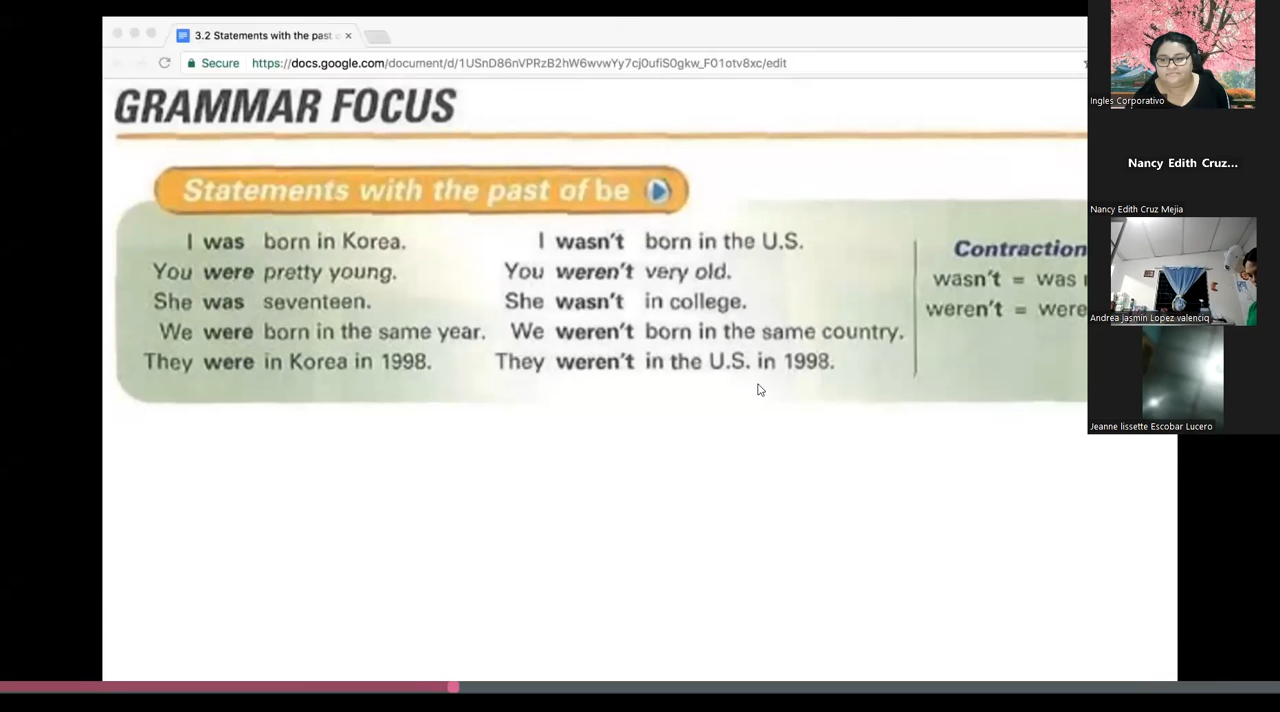 3.2 Statements with the past
Secure https://docs.google.com/document/d/1USnD86nVPRzB2hW6wvwYy7cj0ufiS0gkw_F01otv8xc/edit
GRAMMAR FOCUS
Statements with the past of be
I was born in Korea. I wasn't born in the U.S.
You were pretty young. You weren't very old.
She was seventeen. She wasn't in college.
We were born in the same year. We weren't born in the same country.
They were in Korea in 1998. They weren't in the U.S. in 1998.
Contraction
wasn't = was
weren't = were
Ingles Corporativo
Nancy Edith Cruz...
Nancy Edith Cruz Mejia
Andrea Jasmin Lopez valenciq
Jeanne lissette Escobar Lucero